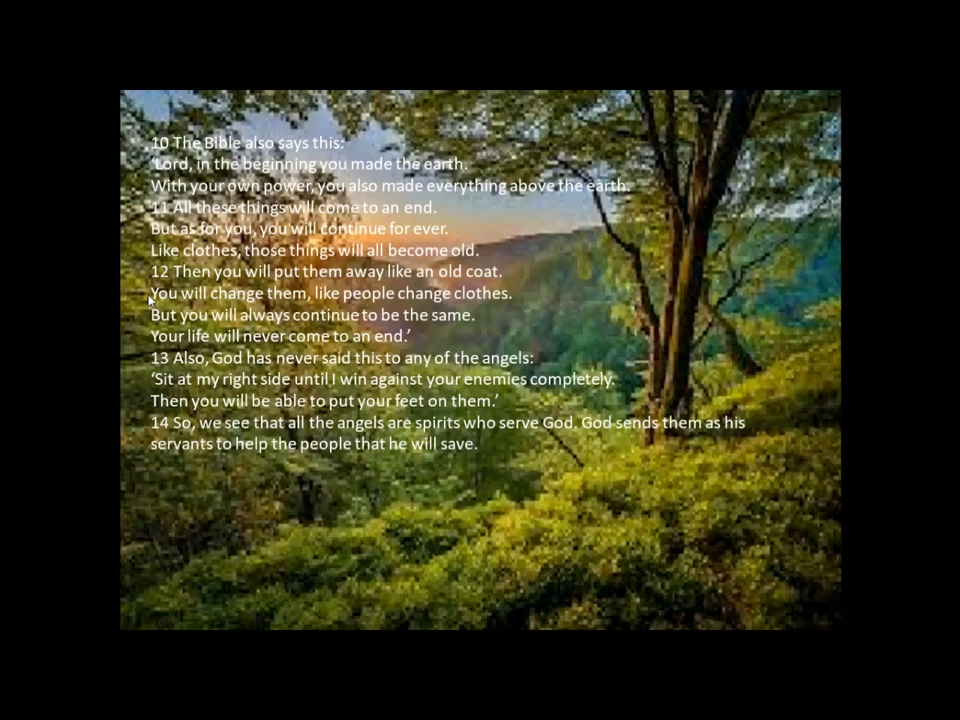 10 The Bible also says this:
‘Lord, in the beginning you made the earth.
With your own power, you also made everything above the earth.
11 All these things will come to an end.
But as for you, you will continue for ever.
Like clothes, those things will all become old.
12 Then you will put them away like an old coat.
You will change them, like people change clothes.
But you will always continue to be the same.
Your life will never come to an end.’
13 Also, God has never said this to any of the angels:
‘Sit at my right side until I win against your enemies completely.
Then you will be able to put your feet on them.’
14 So, we see that all the angels are spirits who serve God. God sends them as his
servants to help the people that he will save.